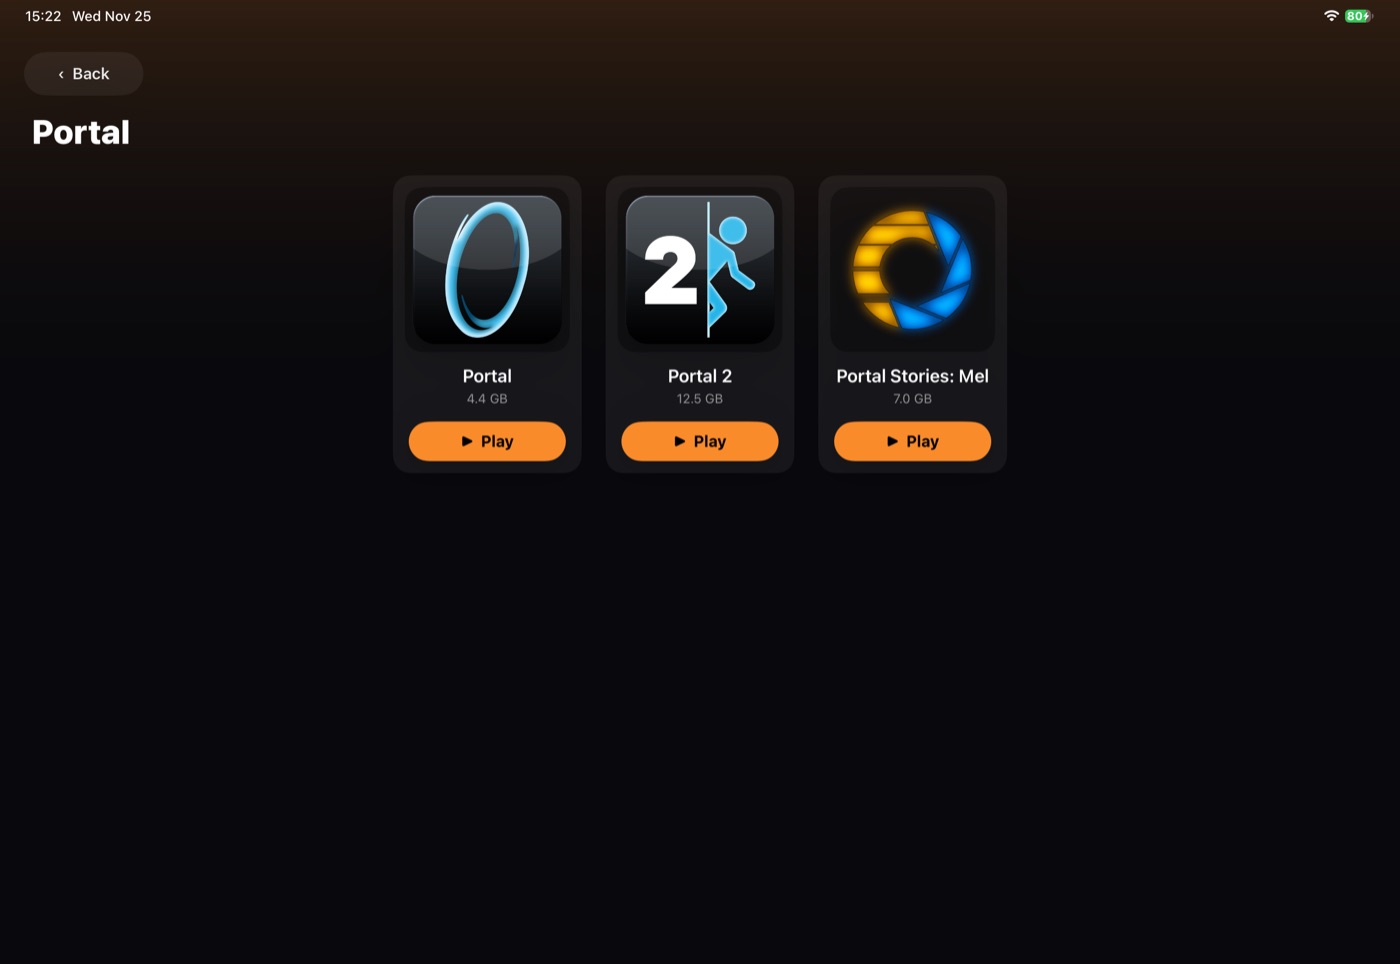 15:22 Wed Nov 25
80
‹ Back
Portal
2
Portal
4.4 GB
Play
Portal 2
12.5 GB
Play
Portal Stories: Mel
7.0 GB
Play